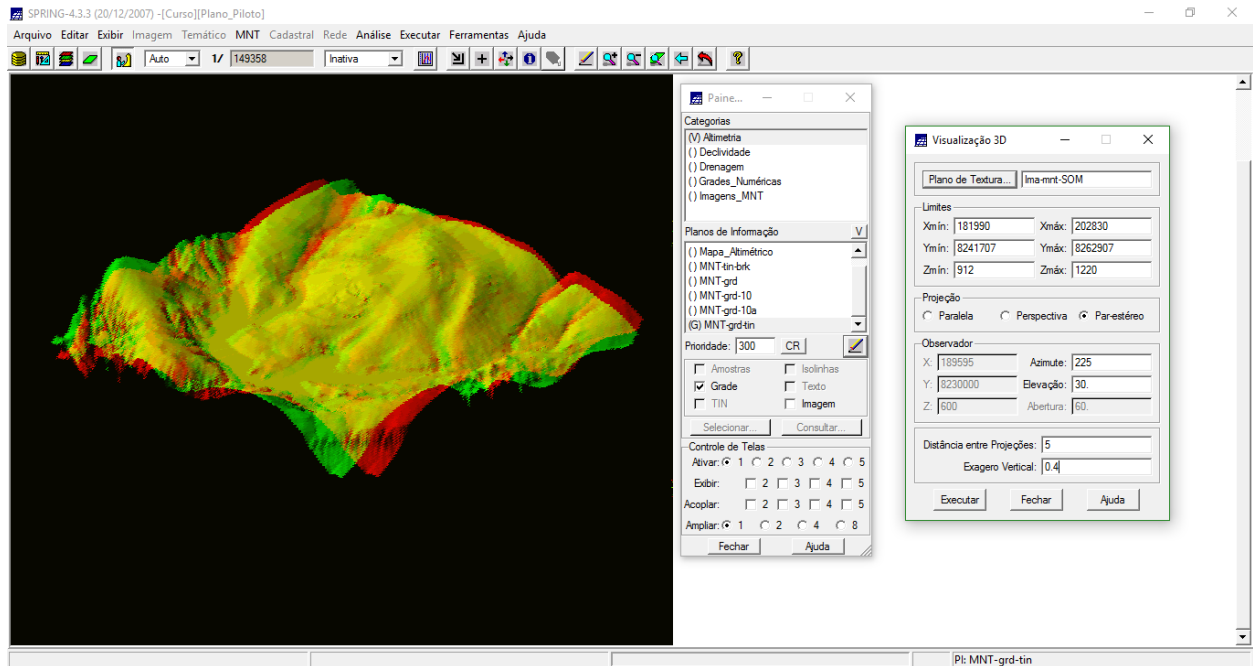 SPRING-4.3.3 (20/12/2007) -[Curso][Plano_Piloto]
Arquivo Editar Exibir Imagem Temático MNT Cadastral Rede Análise Executar Ferramentas Ajuda
Auto 1/ 149358 Inativa
Paine...
Categorias
(V) Altimetria
( ) Declividade
( ) Drenagem
( ) Grades_Numéricas
( ) Imagens_MNT
Planos de Informação V
( ) Mapa_Altimétrico
( ) MNT-tin-brk
( ) MNT-grd
( ) MNT-grd-10
( ) MNT-grd-10a
(G) MNT-grd-tin
Prioridade: 300 CR
Amostras Isolinhas
Grade Texto
TIN Imagem
Selecionar... Consultar...
Controle de Telas
Ativar: 1 2 3 4 5
Exibir: 2 3 4 5
Acoplar: 2 3 4 5
Ampliar: 1 2 4 8
Fechar Ajuda
Visualização 3D
Plano de Textura... Ima-mnt-SOM
Limites
Xmín: 181990 Xmáx: 202830
Ymín: 8241707 Ymáx: 8262907
Zmín: 912 Zmáx: 1220
Projeção
Paralela Perspectiva Par-estéreo
Observador
X: 189595 Azimute: 225
Y: 8230000 Elevação: 30.
Z: 600 Abertura: 60.
Distância entre Projeções: 5
Exagero Vertical: 0.4
Executar Fechar Ajuda
PI: MNT-grd-tin